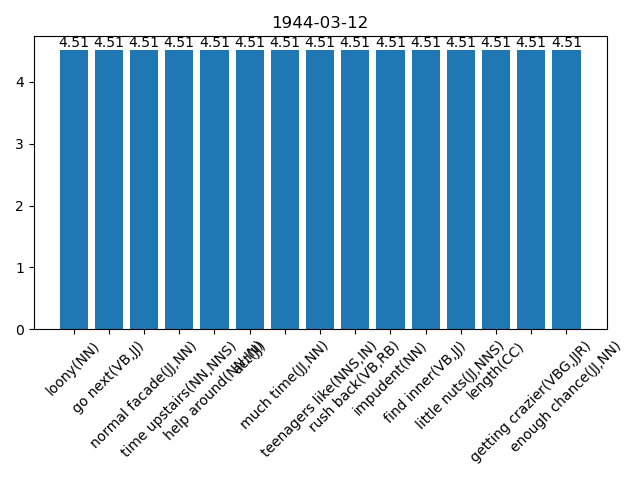 1944-03-12
4.51 4.51 4.51 4.51 4.51 4.51 4.51 4.51 4.51 4.51 4.51 4.51 4.51 4.51 4.51
4
3
2
1
0
loony(NN)
go next(VB,JJ)
normal facade(JJ,NN)
time upstairs(NN,NNS)
help around(NN,IN)
much time(JJ,NN)
teenagers like(NNS,IN)
rush back(VB,RB)
impudent(NN)
find inner(VB,JJ)
little nuts(JJ,NNS)
length(CC)
getting crazier(VBG,JJR)
enough chance(JJ,NN)